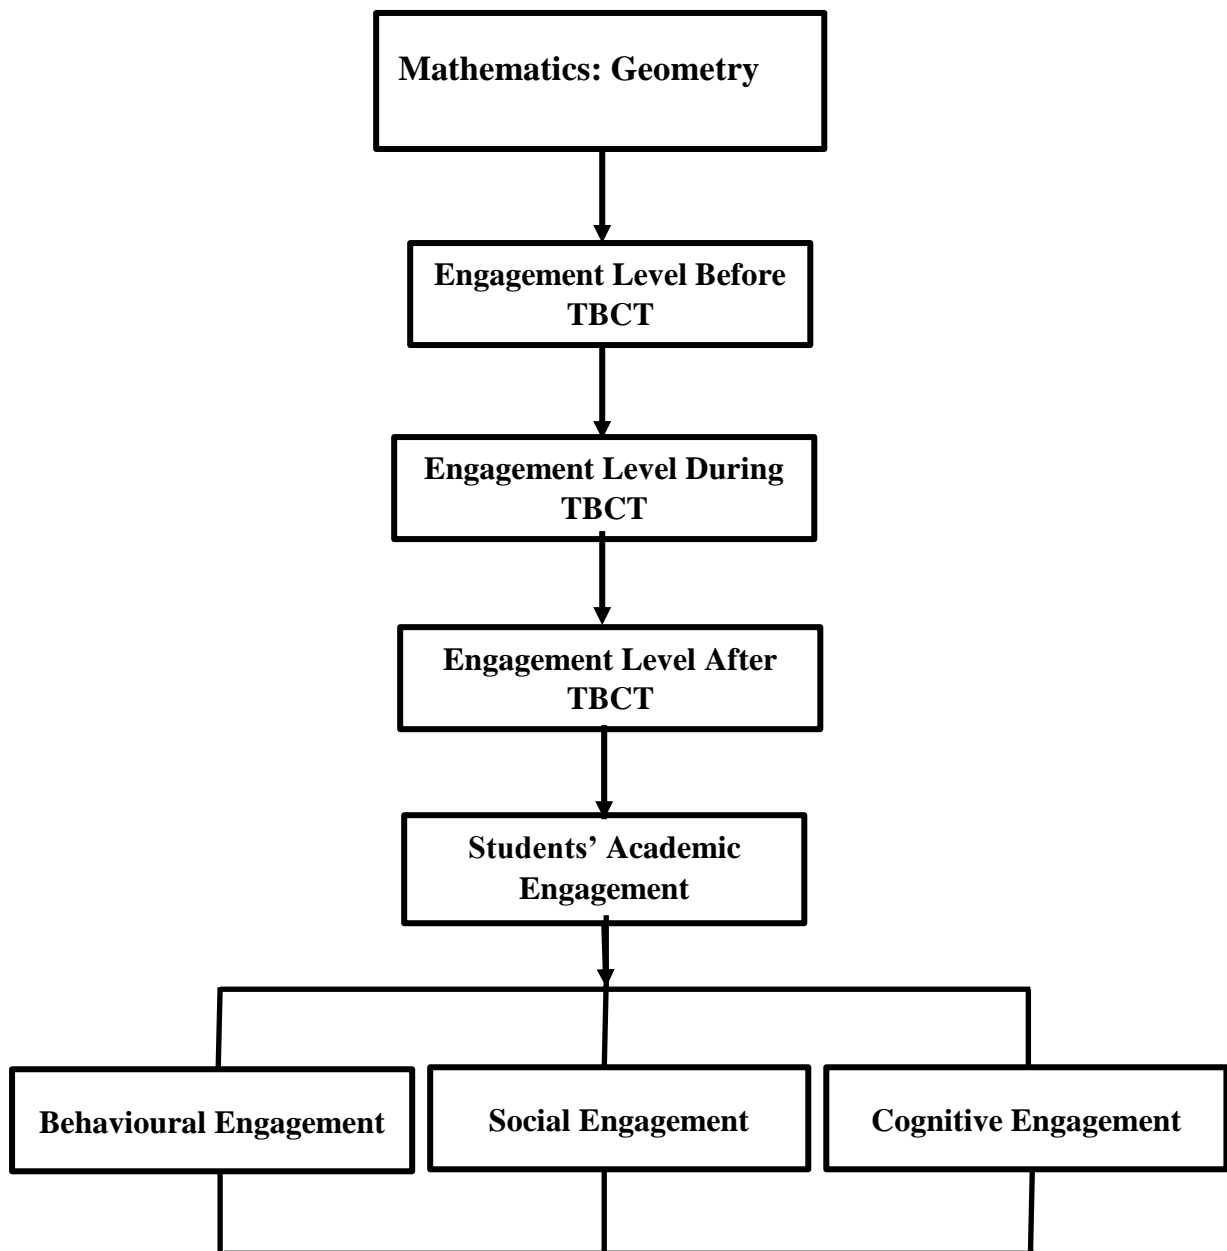 Mathematics: Geometry
Engagement Level Before
TBCT
Engagement Level During
TBCT
Engagement Level After
TBCT
Students’ Academic
Engagement
Behavioural Engagement
Social Engagement
Cognitive Engagement